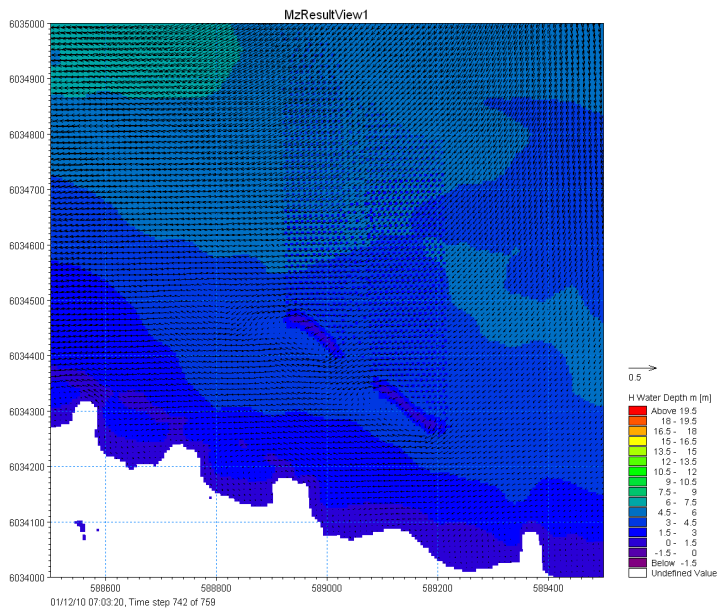 MzResultView1
6035000
6034900
6034800
6034700
6034600
6034500
6034400
6034300
6034200
6034100
6034000
588600 588800 589000 589200 589400
01/12/10 07:03:20, Time step 742 of 759
0.5
H Water Depth m [m]
Above 19.5
18 - 19.5
16.5 - 18
15 - 16.5
13.5 - 15
12 - 13.5
10.5 - 12
9 - 10.5
7.5 - 9
6 - 7.5
4.5 - 6
3 - 4.5
1.5 - 3
0 - 1.5
-1.5 - 0
Below -1.5
Undefined Value